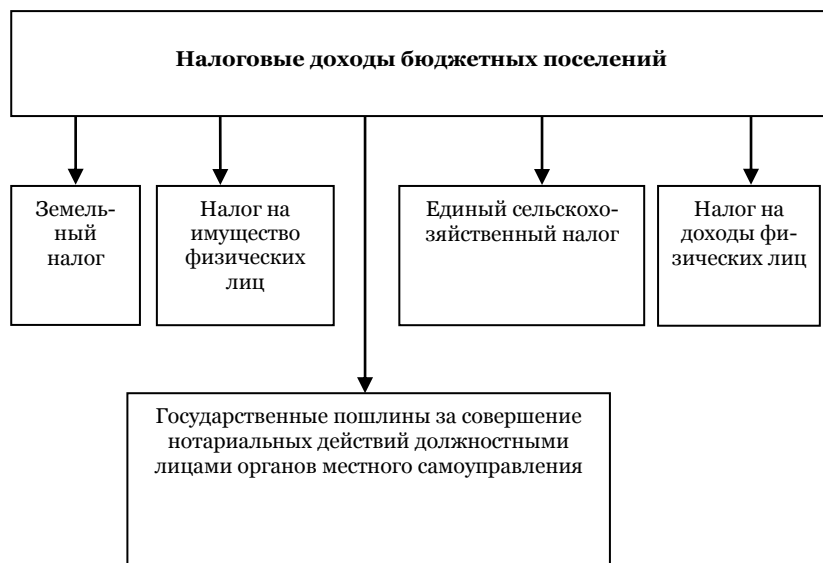 Налоговые доходы бюджетных поселений
Земель-
ный
налог
Налог на
имущество
физических
лиц
Единый сельскохо-
зяйственный налог
Налог на
доходы фи-
зических лиц
Государственные пошлины за совершение
нотариальных действий должностными
лицами органов местного самоуправления